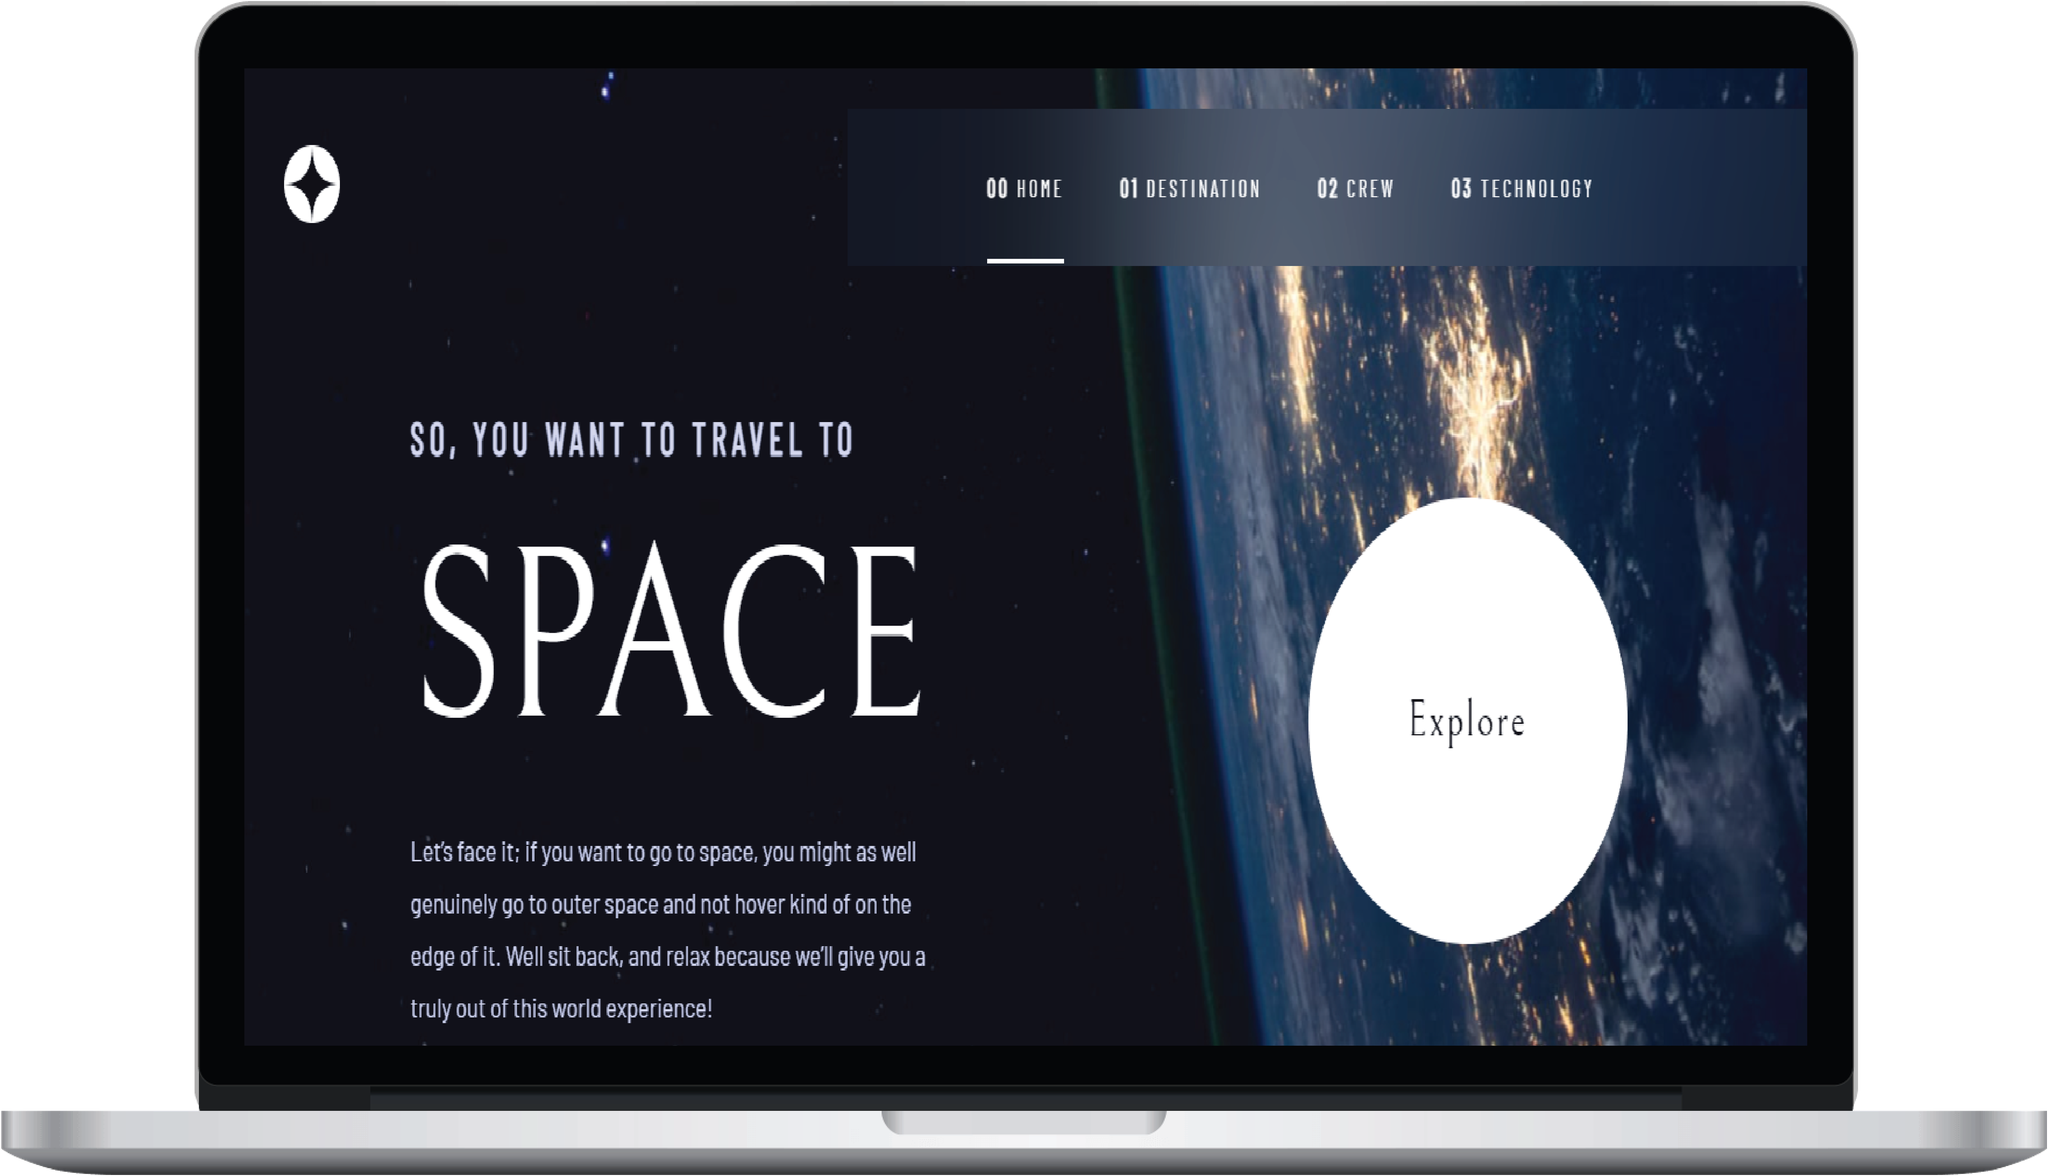 00 HOME 01 DESTINATION 02 CREW 03 TECHNOLOGY
SO, YOU WANT TO TRAVEL TO
SPACE
Let’s face it; if you want to go to space, you might as well
genuinely go to outer space and not hover kind of on the
edge of it. Well sit back, and relax because we’ll give you a
truly out of this world experience!
Explore